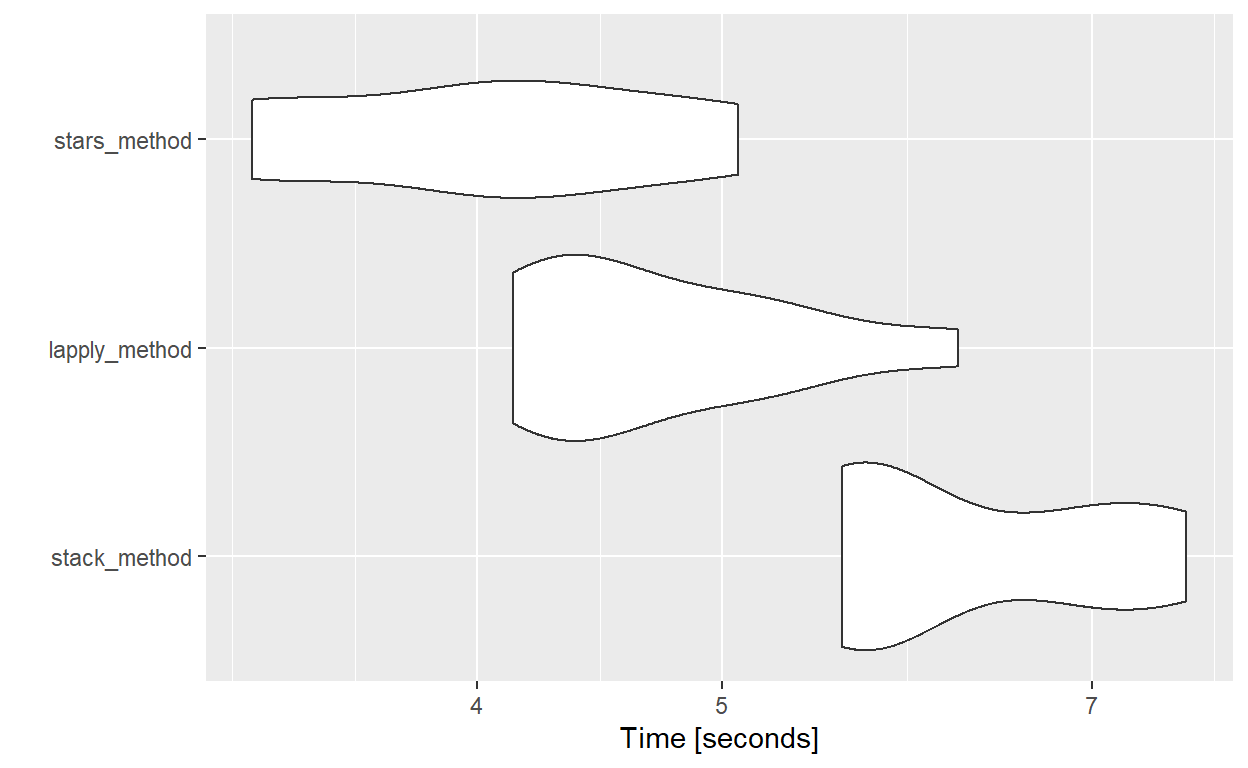 stars_method
lapply_method
stack_method
4 5 7
Time [seconds]